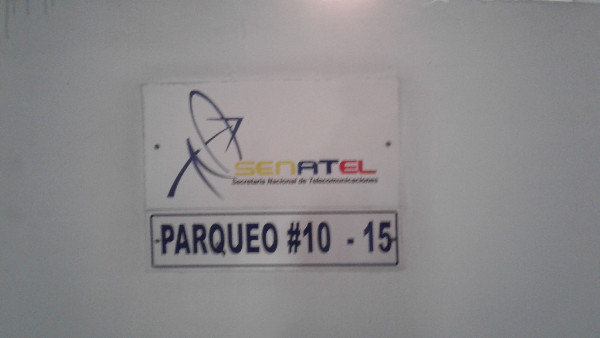 SENATEL
Secretaría Nacional de Telecomunicaciones
PARQUEO #10 - 15